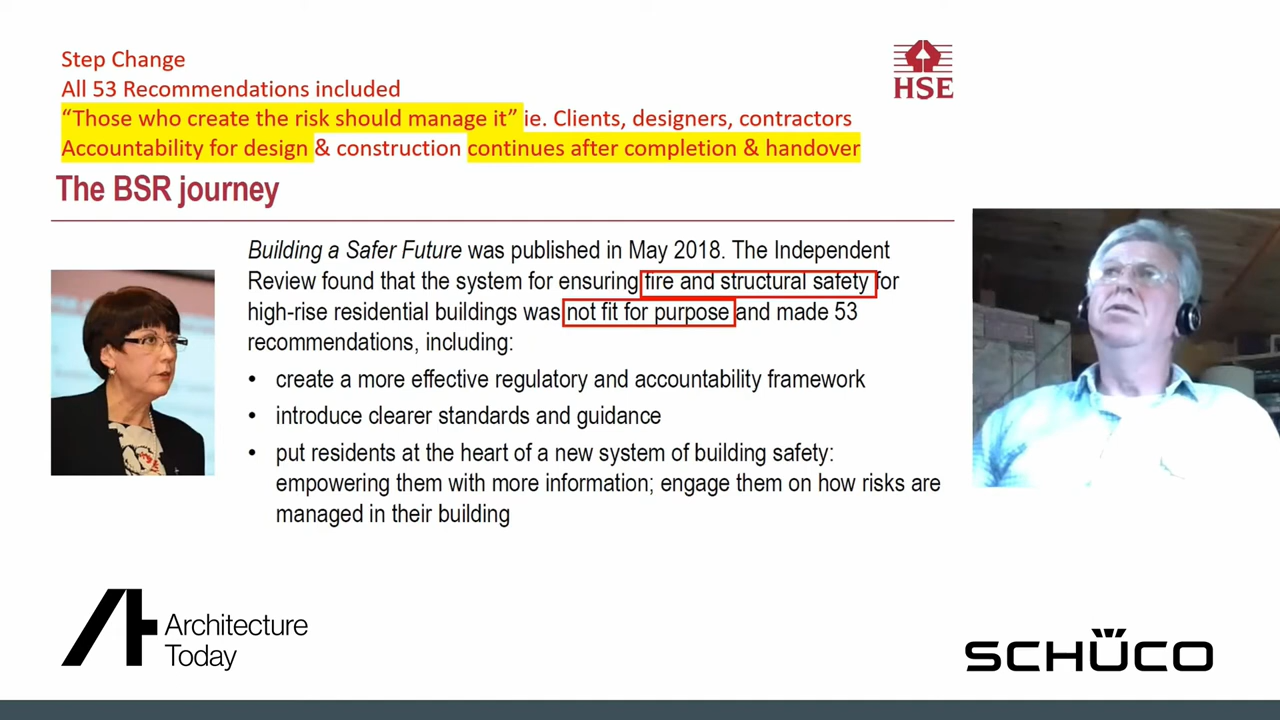 Step Change
All 53 Recommendations included
“Those who create the risk should manage it” ie. Clients, designers, contractors
Accountability for design & construction continues after completion & handover
HSE
The BSR journey
Building a Safer Future was published in May 2018. The Independent
Review found that the system for ensuring fire and structural safety for
high-rise residential buildings was not fit for purpose and made 53
recommendations, including:
• create a more effective regulatory and accountability framework
• introduce clearer standards and guidance
• put residents at the heart of a new system of building safety:
empowering them with more information; engage them on how risks are
managed in their building
Architecture
Today
SCHÜCO